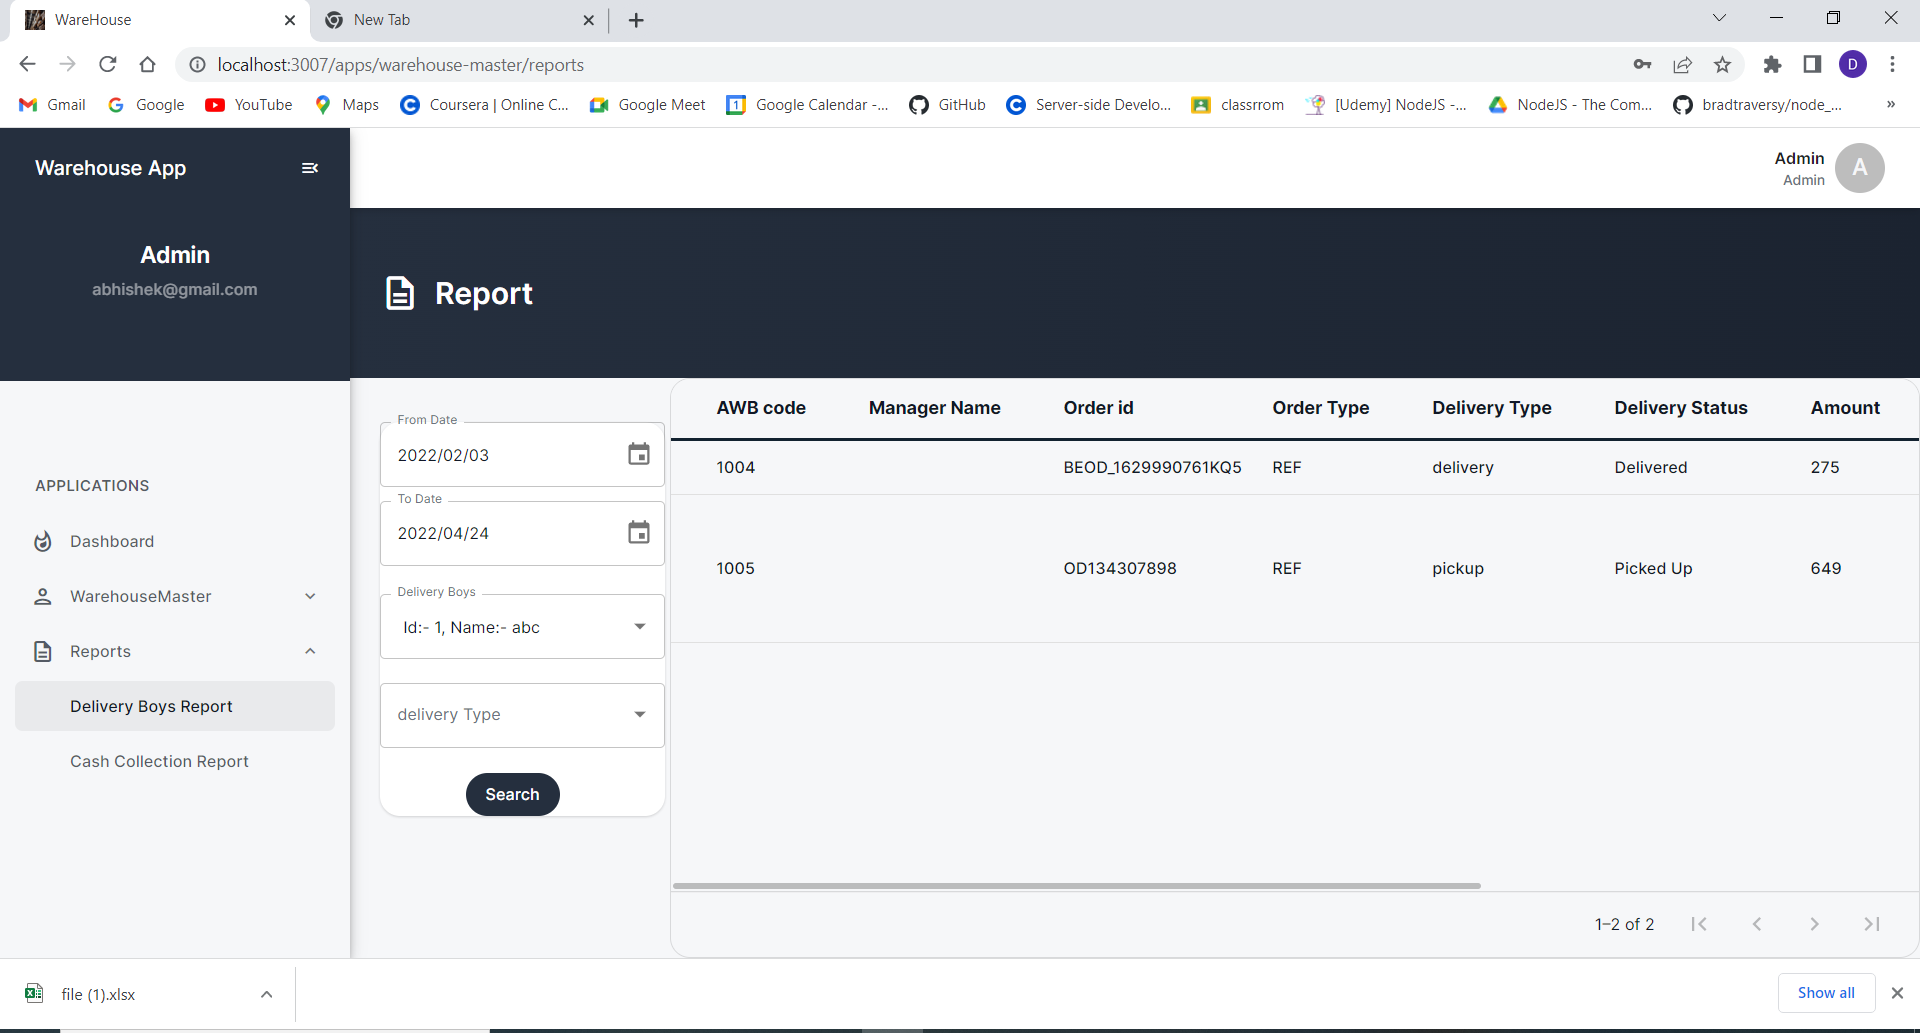 WareHouse
New Tab
localhost:3007/apps/warehouse-master/reports
D
Gmail
Google
YouTube
Maps
Coursera | Online C...
Google Meet
1
Google Calendar -...
GitHub
Server-side Develo...
classrrom
[Udemy] NodeJS -...
NodeJS - The Com...
bradtraversy/node_...
»
Warehouse App
Admin
Admin
A
Admin
abhishek@gmail.com
Report
APPLICATIONS
Dashboard
WarehouseMaster
Reports
Delivery Boys Report
Cash Collection Report
From Date
2022/02/03
To Date
2022/04/24
Delivery Boys
Id:- 1, Name:- abc
delivery Type
Search
AWB code Manager Name Order id Order Type Delivery Type Delivery Status Amount
1004 BEOD_1629990761KQ5 REF delivery Delivered 275
1005 OD134307898 REF pickup Picked Up 649
1–2 of 2
file (1).xlsx
Show all